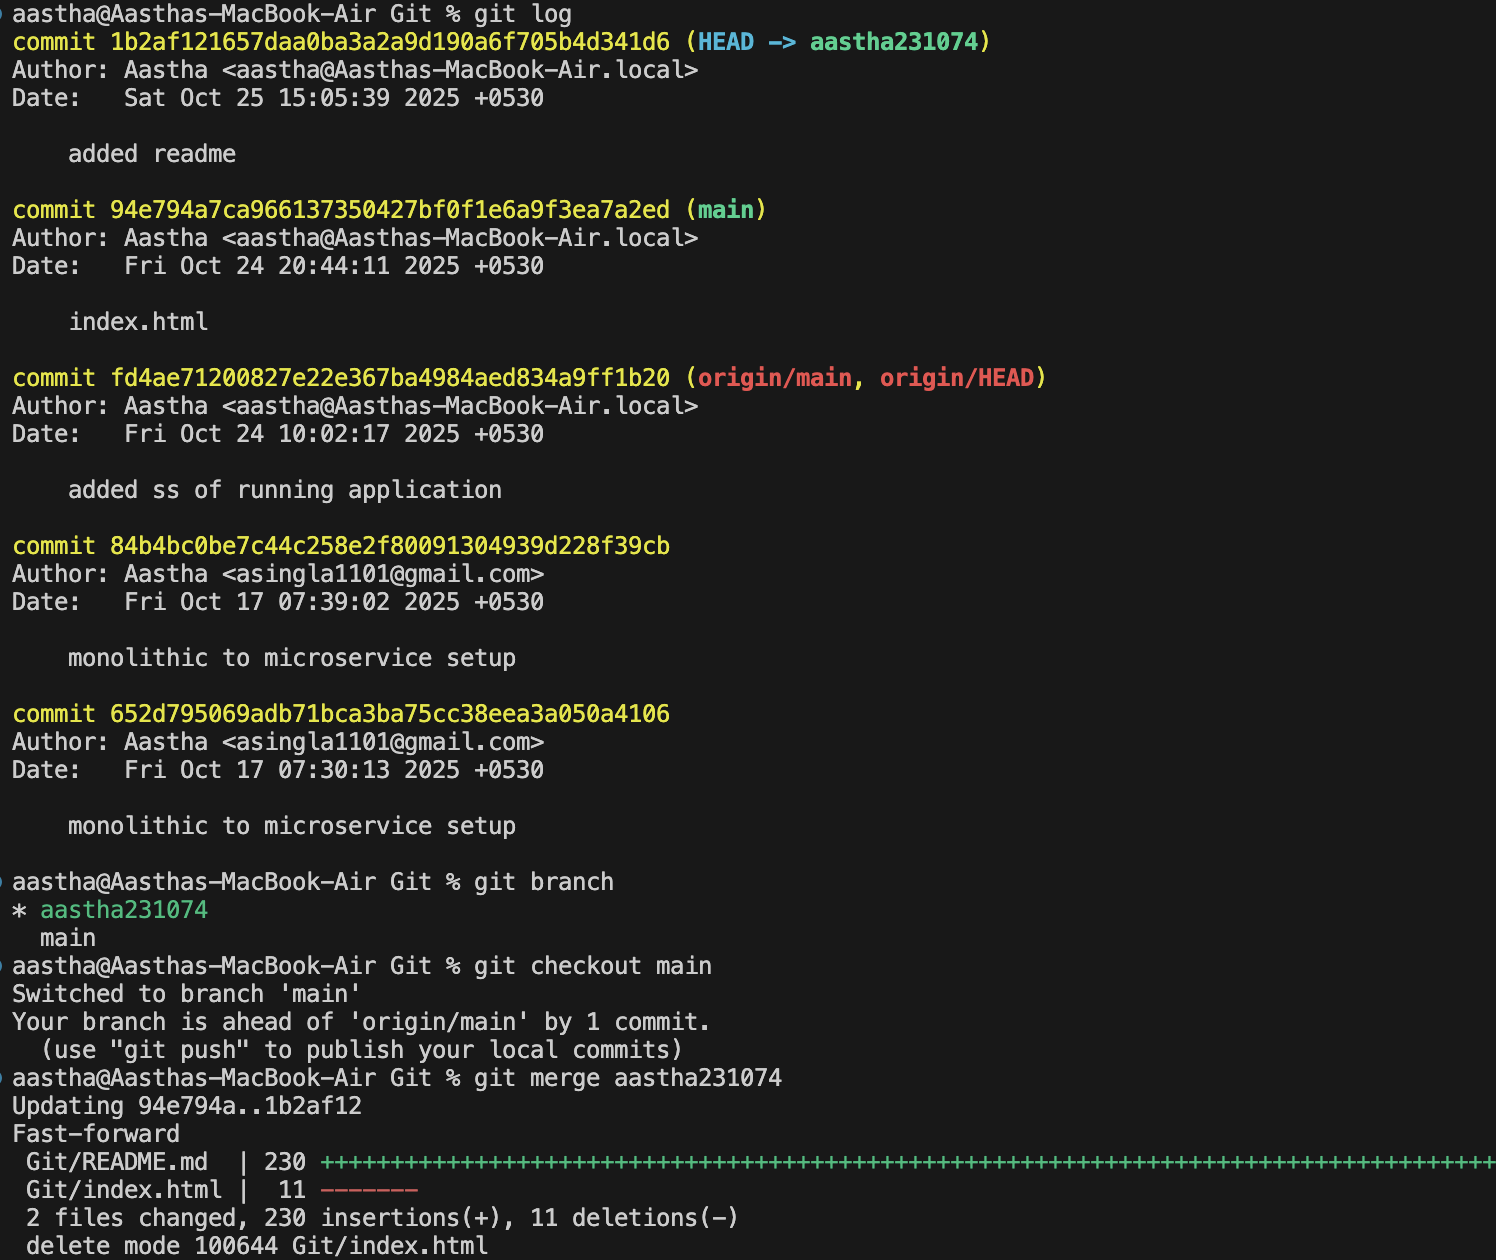 aastha@Aasthas-MacBook-Air Git % git log
commit 1b2af121657daa0ba3a2a9d190a6f705b4d341d6 (HEAD -> aastha231074)
Author: Aastha <aastha@Aasthas-MacBook-Air.local>
Date:   Sat Oct 25 15:05:39 2025 +0530
    added readme
commit 94e794a7ca966137350427bf0f1e6a9f3ea7a2ed (main)
Author: Aastha <aastha@Aasthas-MacBook-Air.local>
Date:   Fri Oct 24 20:44:11 2025 +0530
    index.html
commit fd4ae71200827e22e367ba4984aed834a9ff1b20 (origin/main, origin/HEAD)
Author: Aastha <aastha@Aasthas-MacBook-Air.local>
Date:   Fri Oct 24 10:02:17 2025 +0530
    added ss of running application
commit 84b4bc0be7c44c258e2f80091304939d228f39cb
Author: Aastha <asingla1101@gmail.com>
Date:   Fri Oct 17 07:39:02 2025 +0530
    monolithic to microservice setup
commit 652d795069adb71bca3ba75cc38eea3a050a4106
Author: Aastha <asingla1101@gmail.com>
Date:   Fri Oct 17 07:30:13 2025 +0530
    monolithic to microservice setup
aastha@Aasthas-MacBook-Air Git % git branch
* aastha231074
  main
aastha@Aasthas-MacBook-Air Git % git checkout main
Switched to branch 'main'
Your branch is ahead of 'origin/main' by 1 commit.
  (use "git push" to publish your local commits)
aastha@Aasthas-MacBook-Air Git % git merge aastha231074
Updating 94e794a..1b2af12
Fast-forward
 Git/README.md  | 230 ++++++++++++++++++++++++++++++++++++++++++++++++++++++++++++++++++++++++++++++++++++
 Git/index.html |  11 -------
 2 files changed, 230 insertions(+), 11 deletions(-)
 delete mode 100644 Git/index.html